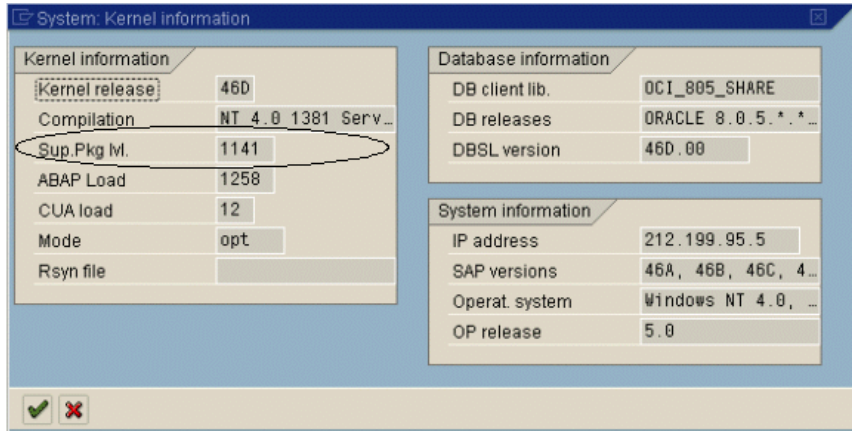 System: Kernel information
Kernel information
Kernel release 46D
Compilation NT 4.0 1381 Serv…
Sup.Pkg lvl. 1141
ABAP Load 1258
CUA load 12
Mode opt
Rsyn file
Database information
DB client lib. OCI_805_SHARE
DB releases ORACLE 8.0.5.*.*…
DBSL version 46D.00
System information
IP address 212.199.95.5
SAP versions 46A, 46B, 46C, 4…
Operat. system Windows NT 4.0, …
OP release 5.0